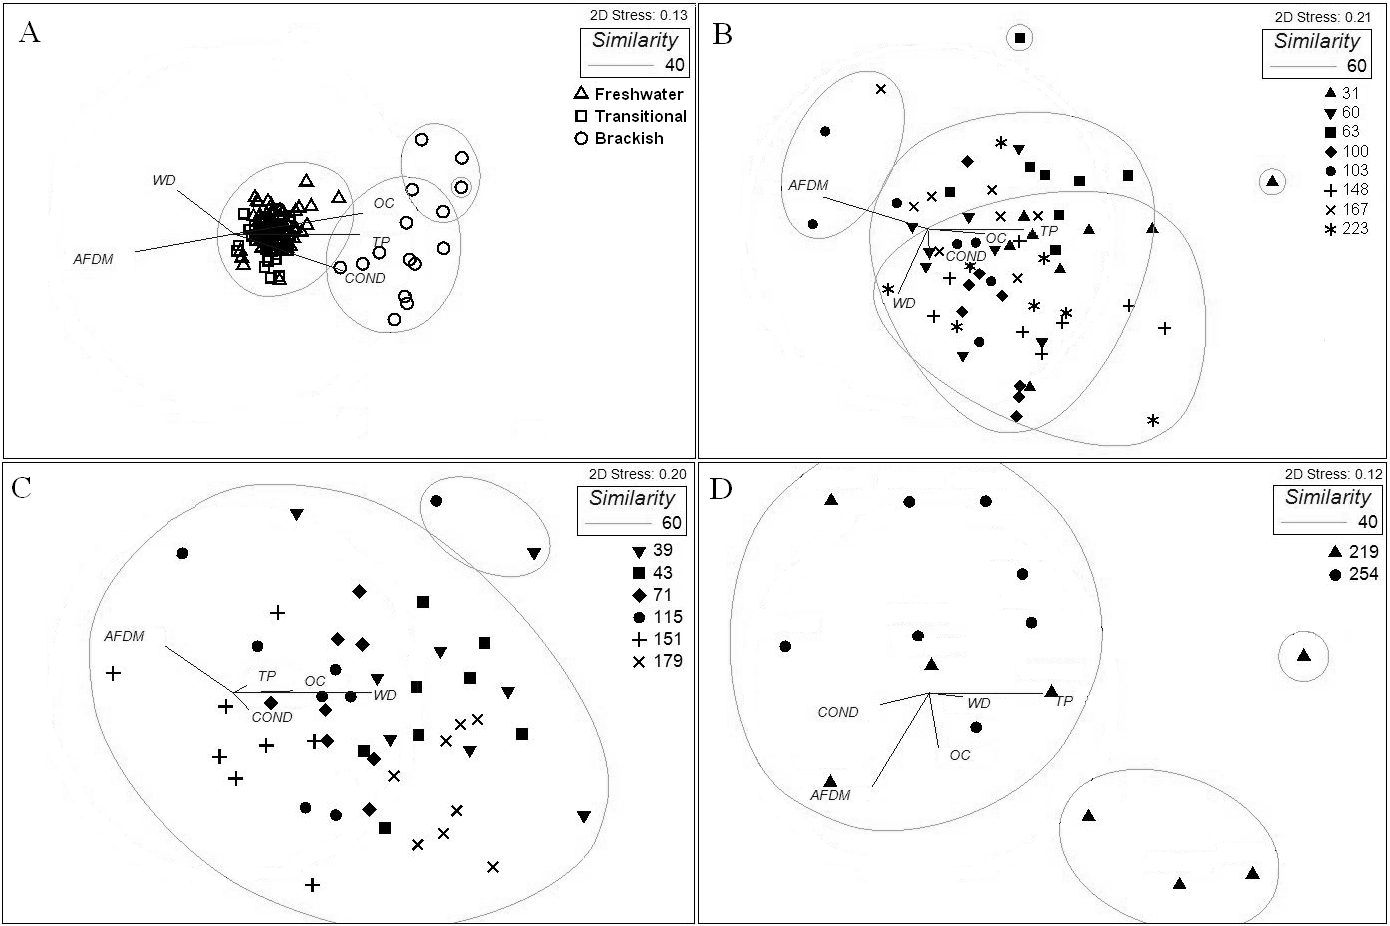 A
2D Stress: 0.13
Similarity
40
Freshwater
Transitional
Brackish
WD
OC
TP
AFDM
COND
B
2D Stress: 0.21
Similarity
60
31
60
63
100
103
148
167
223
AFDM
TP
OC
COND
WD
C
2D Stress: 0.20
Similarity
60
39
43
71
115
151
179
AFDM
TP
OC
WD
COND
D
2D Stress: 0.12
Similarity
40
219
254
COND
WD
TP
OC
AFDM